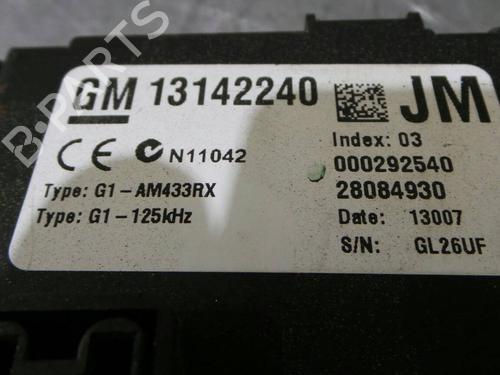 GM 13142240 JM
CE N11042
Index: 03
000292540
Type: G1-AM433RX
28084930
Type: G1-125kHz
Date: 13007
S/N: GL26UF
B-PARTS